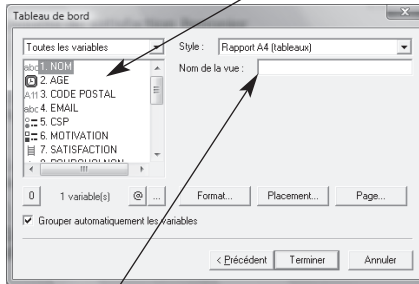 Tableau de bord
Toutes les variables
Style : Rapport A4 (tableaux)
Nom de la vue :
abc 1. NOM
2. AGE
A11 3. CODE POSTAL
abc 4. EMAIL
5. CSP
6. MOTIVATION
7. SATISFACTION
0 1 variable(s) @ ... Format... Placement... Page...
Grouper automatiquement les variables
< Précédent Terminer Annuler